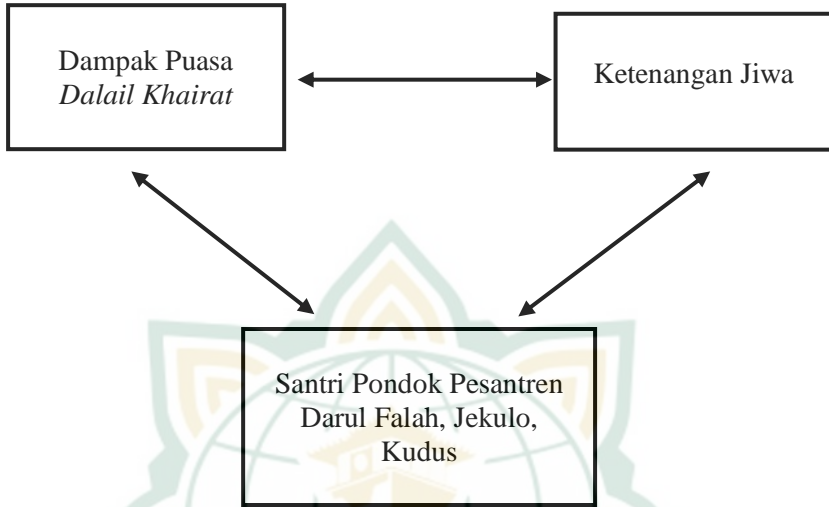 Dampak Puasa
Dalail Khairat
Ketenangan Jiwa
Santri Pondok Pesantren
Darul Falah, Jekulo,
Kudus